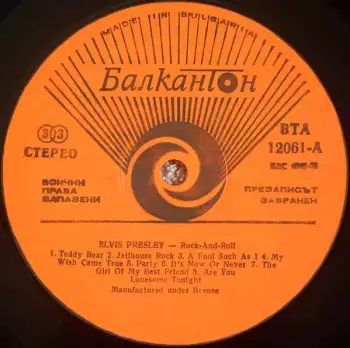 MADE IN BULGARIA
Балкантон
33
СТЕРЕО
ВТА
12061-А
ВСИЧКИ
ПРАВА
ЗАПАЗЕНИ
ПРЕЗАПИСЪТ
ЗАБРАНЕН
ELVIS PRESLEY — Rock-And-Roll
1. Teddy Bear 2. Jailhouse Rock 3. A Fool Such As I 4. My
Wish Came True 5. Party 6. It's Now Or Never 7. The
Girl Of My Best Friend 8. Are You
Lonesome Tonight
Manufactured under license